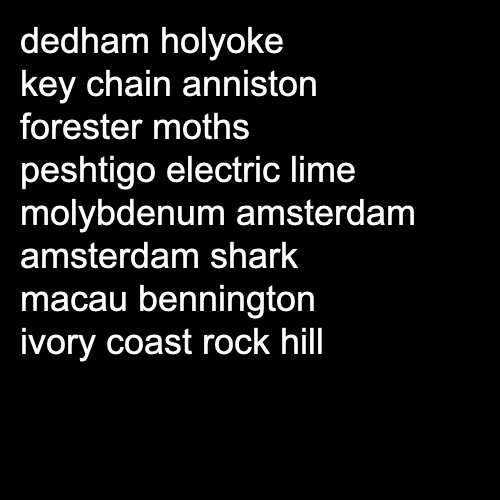 dedham holyoke
key chain anniston
forester moths
peshtigo electric lime
molybdenum amsterdam
amsterdam shark
macau bennington
ivory coast rock hill